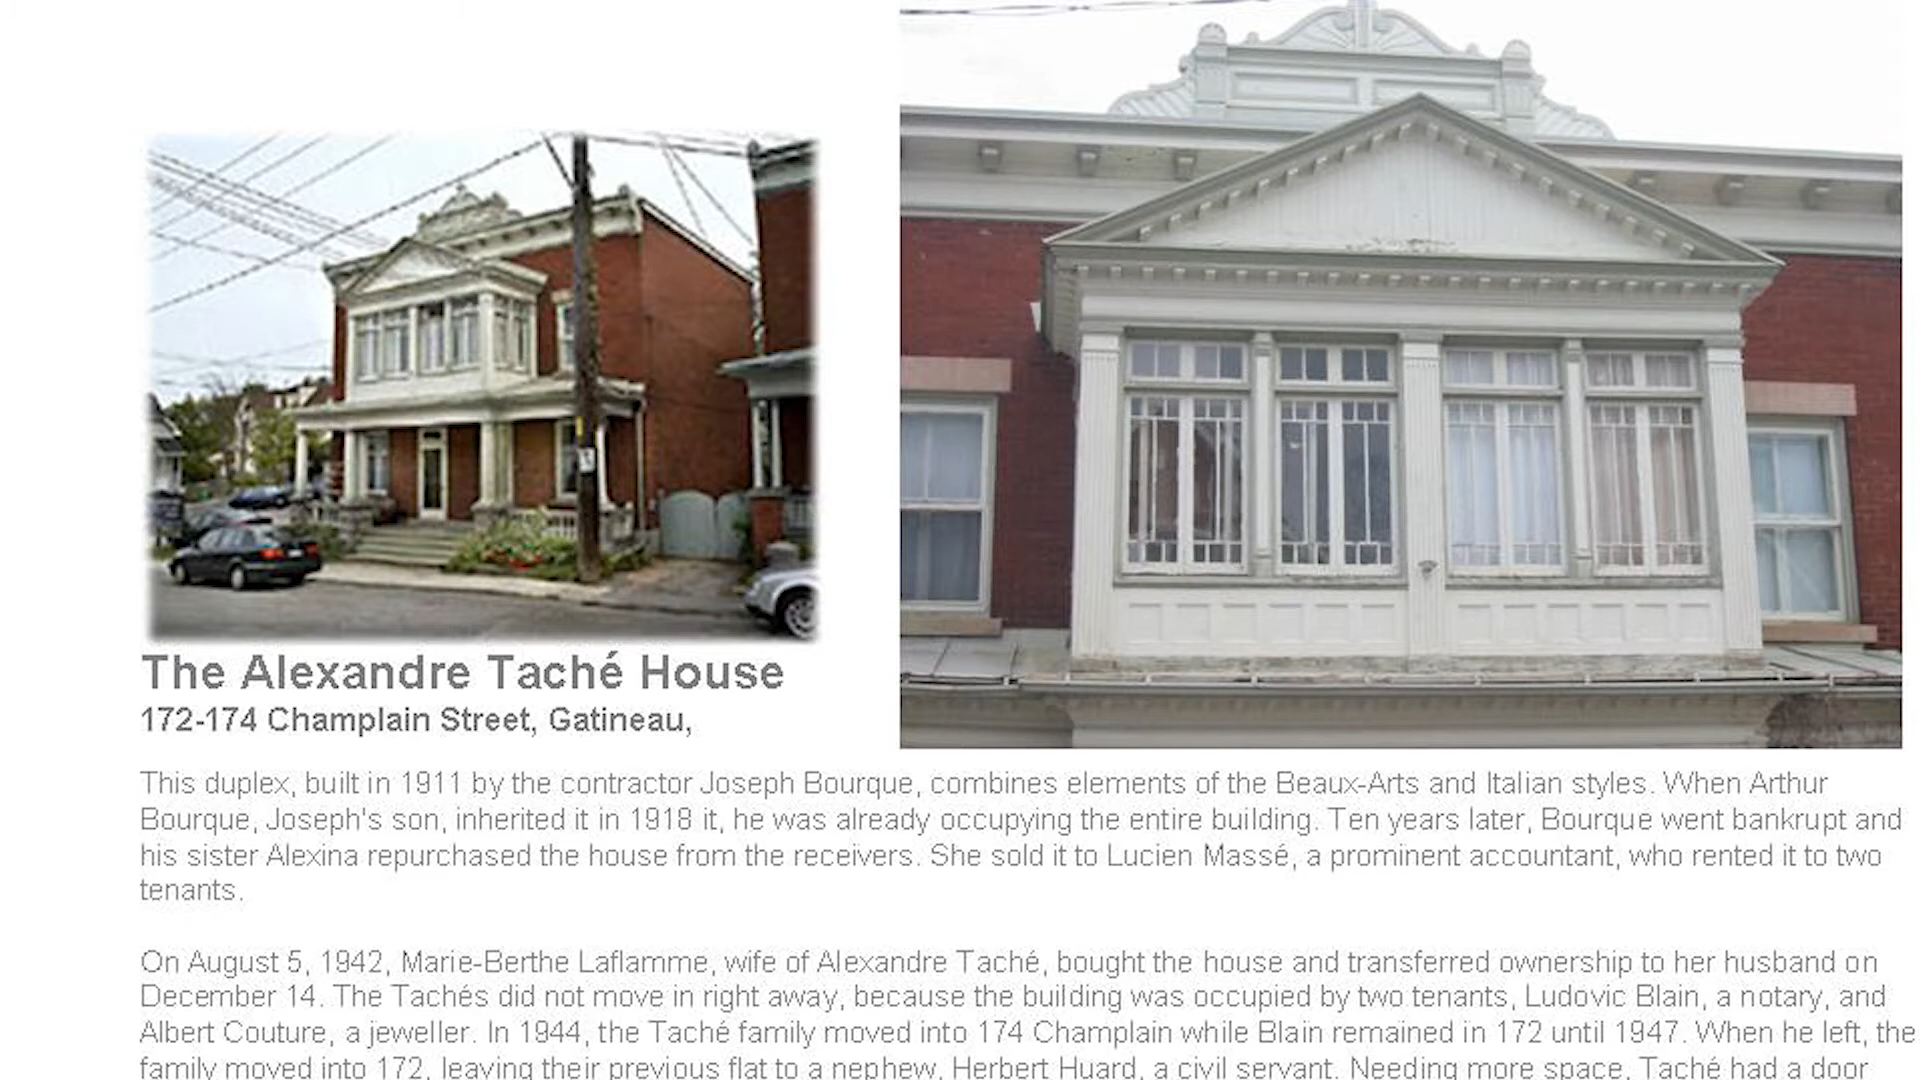 The Alexandre Taché House
172-174 Champlain Street, Gatineau,
This duplex, built in 1911 by the contractor Joseph Bourque, combines elements of the Beaux-Arts and Italian styles. When Arthur
Bourque, Joseph's son, inherited it in 1918 it, he was already occupying the entire building. Ten years later, Bourque went bankrupt and
his sister Alexina repurchased the house from the receivers. She sold it to Lucien Massé, a prominent accountant, who rented it to two
tenants.
On August 5, 1942, Marie-Berthe Laflamme, wife of Alexandre Taché, bought the house and transferred ownership to her husband on
December 14. The Tachés did not move in right away, because the building was occupied by two tenants, Ludovic Blain, a notary, and
Albert Couture, a jeweller. In 1944, the Taché family moved into 174 Champlain while Blain remained in 172 until 1947. When he left, the
family moved into 172, leaving their previous flat to a nephew, Herbert Huard, a civil servant. Needing more space, Taché had a door